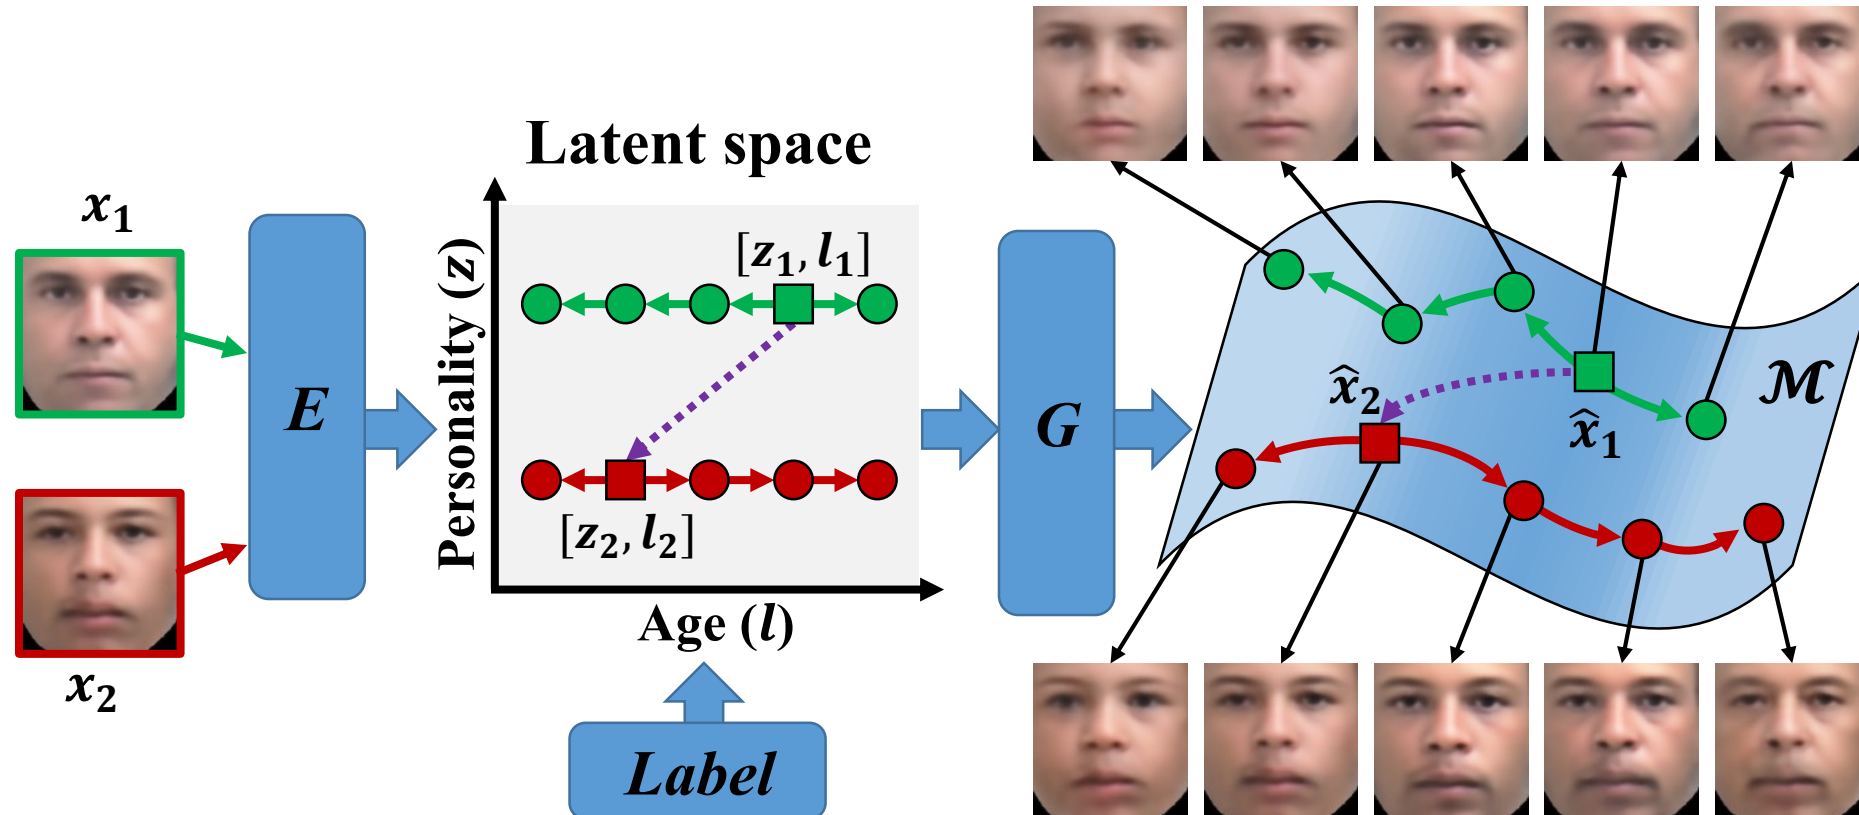 x₁
E
x₂
Latent space
Personality (z)
[z₁, l₁]
[z₂, l₂]
Age (l)
Label
G
x̂₂
x̂₁
ℳ